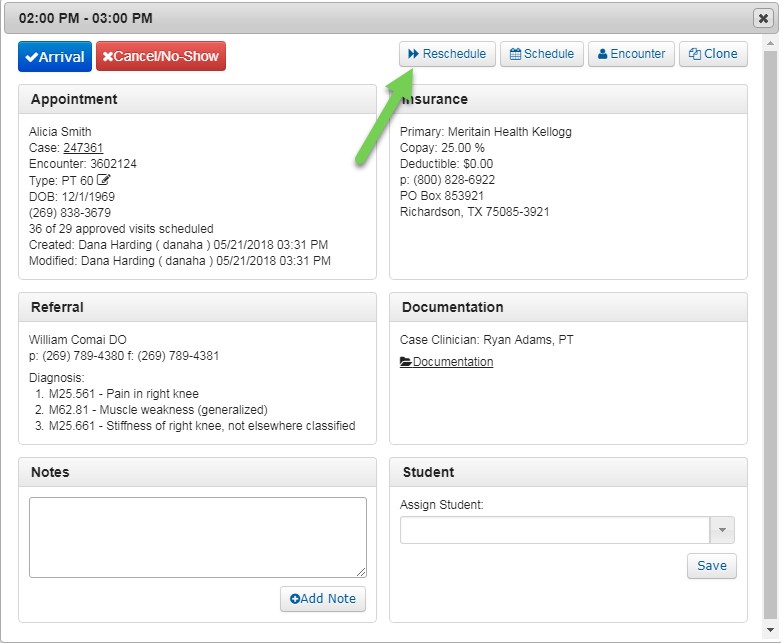 02:00 PM - 03:00 PM
Arrival
Cancel/No-Show
Reschedule
Schedule
Encounter
Clone
Appointment
Alicia Smith
Case: 247361
Encounter: 3602124
Type: PT 60
DOB: 12/1/1969
(269) 838-3679
36 of 29 approved visits scheduled
Created: Dana Harding ( danaha ) 05/21/2018 03:31 PM
Modified: Dana Harding ( danaha ) 05/21/2018 03:31 PM
Insurance
Primary: Meritain Health Kellogg
Copay: 25.00 %
Deductible: $0.00
p: (800) 828-6922
PO Box 853921
Richardson, TX 75085-3921
Referral
William Comai DO
p: (269) 789-4380 f: (269) 789-4381
Diagnosis:
1. M25.561 - Pain in right knee
2. M62.81 - Muscle weakness (generalized)
3. M25.661 - Stiffness of right knee, not elsewhere classified
Documentation
Case Clinician: Ryan Adams, PT
Documentation
Notes
Add Note
Student
Assign Student:
Save